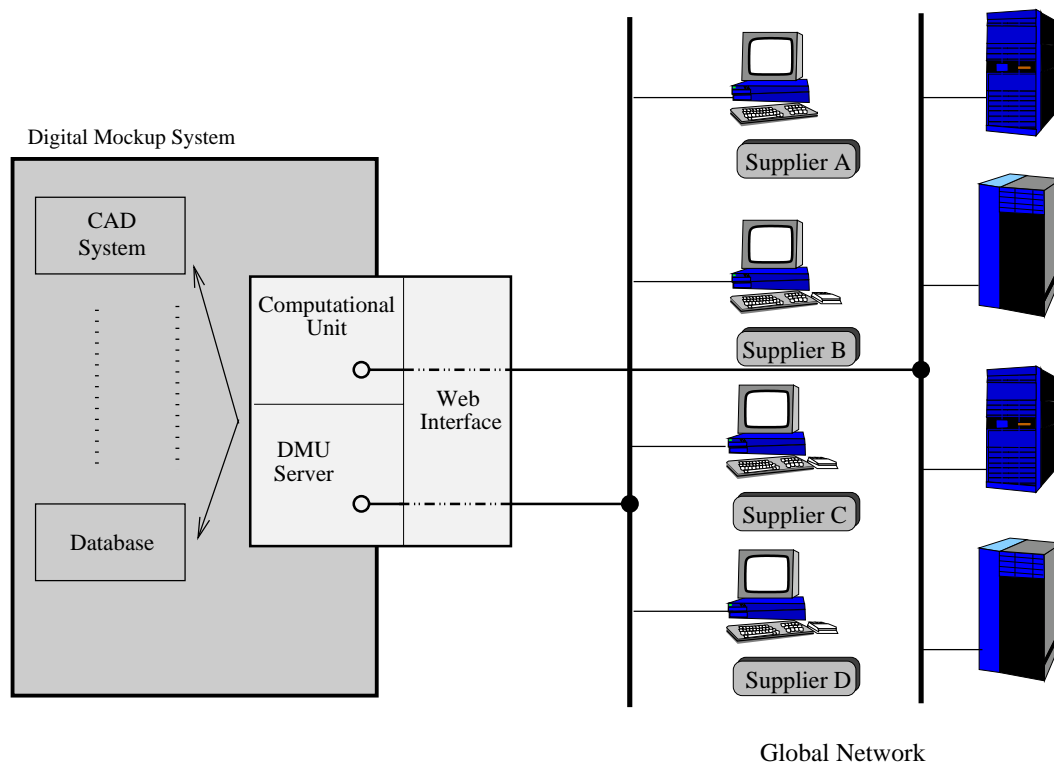 Digital Mockup System
CAD
System
Computational
Unit
Web
Interface
DMU
Server
Database
Supplier A
Supplier B
Supplier C
Supplier D
Global Network